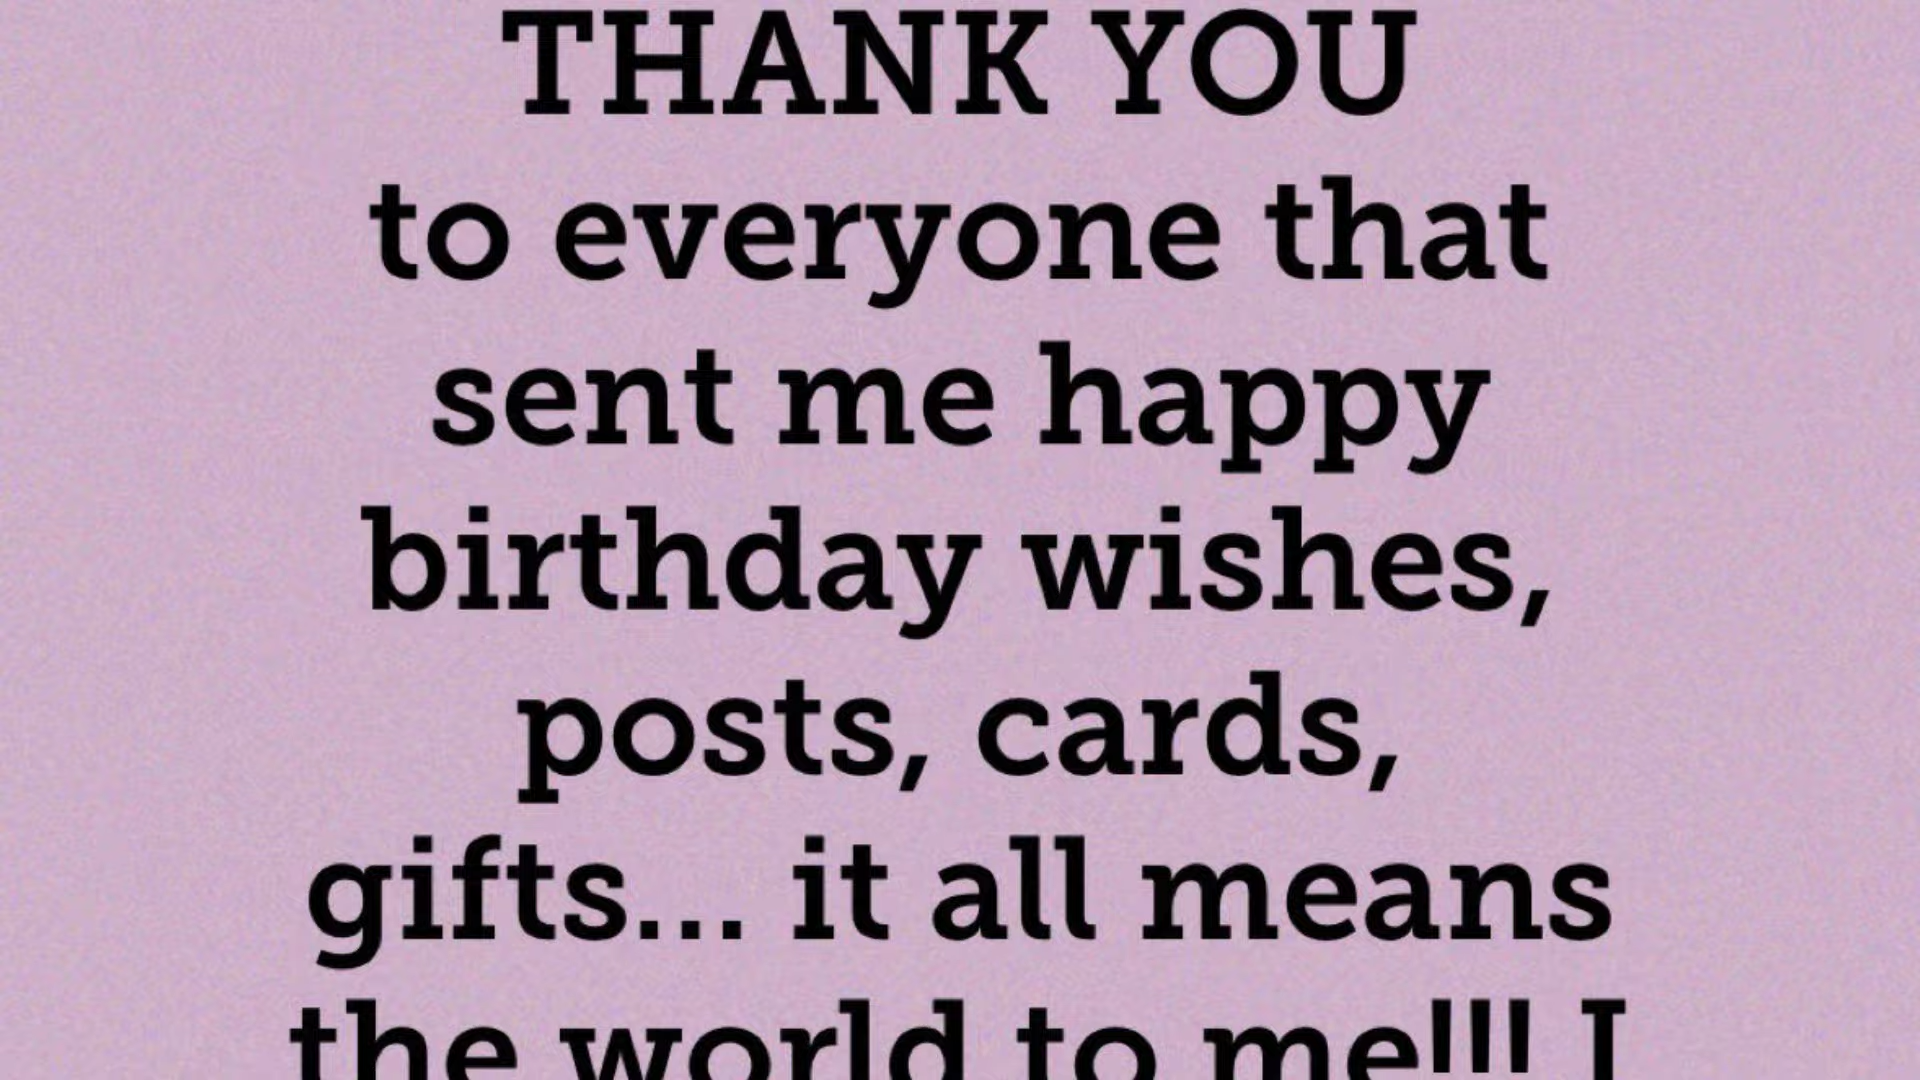 THANK YOU
to everyone that
sent me happy
birthday wishes,
posts, cards,
gifts... it all means
the world to me!!! I